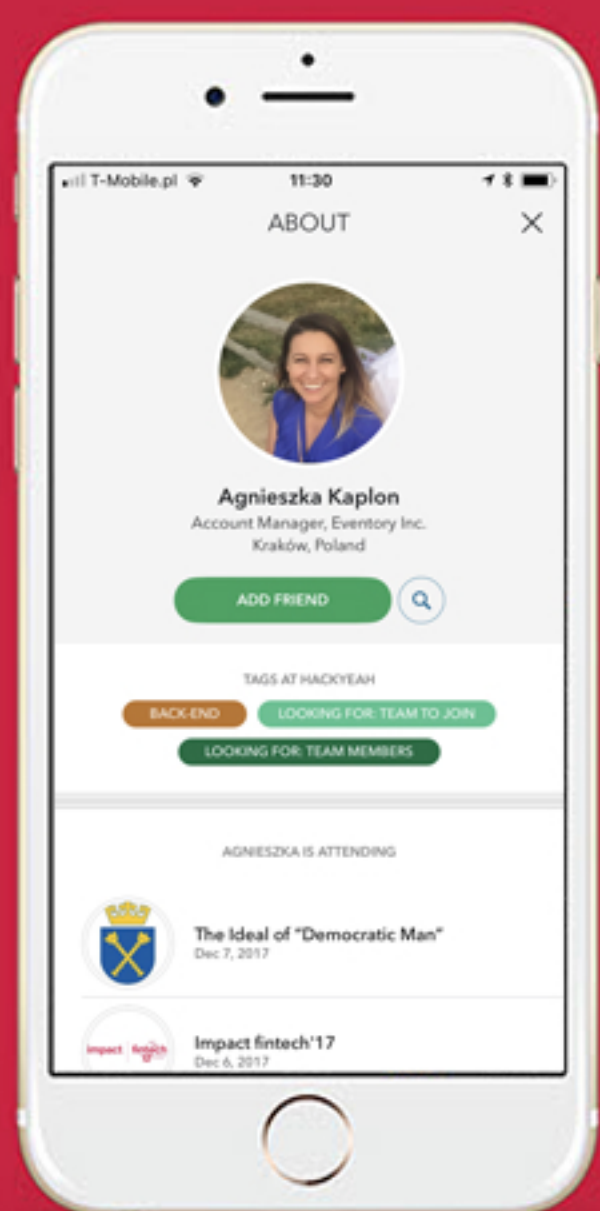 T-Mobile.pl 11:30
ABOUT
Agnieszka Kaplon
Account Manager, Eventory Inc.
Kraków, Poland
ADD FRIEND
TAGS AT HACKYEAH
BACK-END LOOKING FOR: TEAM TO JOIN
LOOKING FOR: TEAM MEMBERS
AGNIESZKA IS ATTENDING
The Ideal of “Democratic Man”
Dec 7, 2017
impact fintech
17
Impact fintech'17
Dec 6, 2017